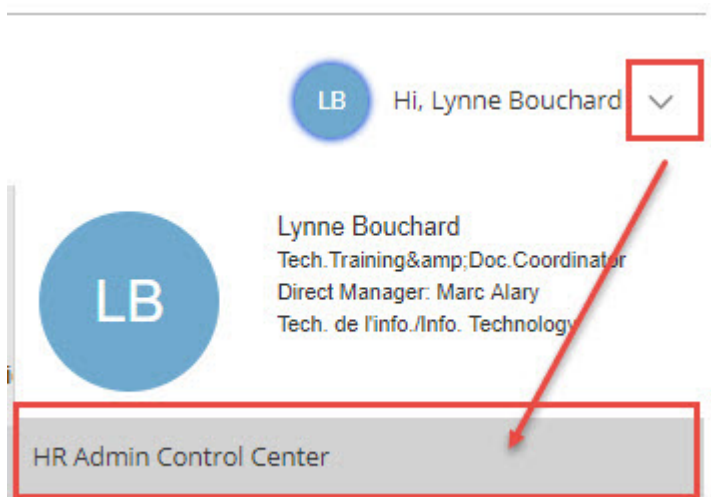 LB Hi, Lynne Bouchard
Lynne Bouchard
Tech.Training&amp;Doc.Coordinator
Direct Manager: Marc Alary
LB
Tech. de l'info./Info. Technology
HR Admin Control Center